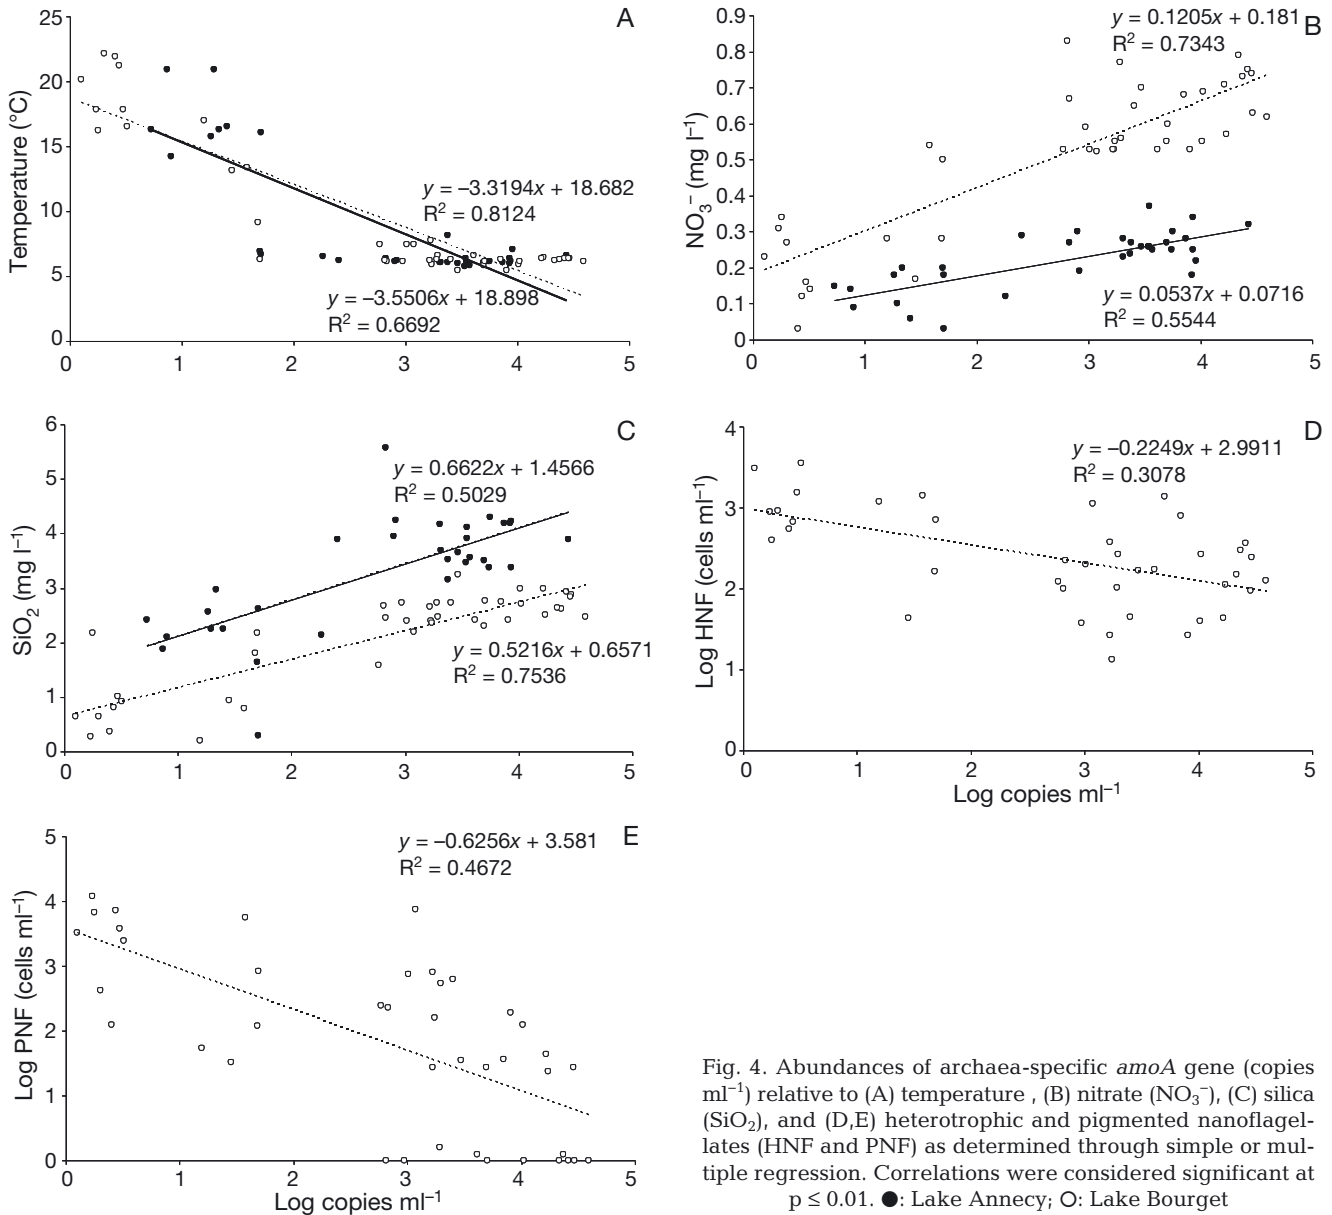 A
25
20
15
10
5
0
Temperature (°C)
y = –3.3194x + 18.682
R² = 0.8124
y = –3.5506x + 18.898
R² = 0.6692
0 1 2 3 4 5
B
0.9
0.8
0.7
0.6
0.5
0.4
0.3
0.2
0.1
0
NO₃⁻ (mg l⁻¹)
y = 0.1205x + 0.181
R² = 0.7343
y = 0.0537x + 0.0716
R² = 0.5544
0 1 2 3 4 5
C
6
5
4
3
2
1
0
SiO₂ (mg l⁻¹)
y = 0.6622x + 1.4566
R² = 0.5029
y = 0.5216x + 0.6571
R² = 0.7536
0 1 2 3 4 5
D
4
3
2
1
0
Log HNF (cells ml⁻¹)
y = –0.2249x + 2.9911
R² = 0.3078
0 1 2 3 4 5
Log copies ml⁻¹
E
5
4
3
2
1
0
Log PNF (cells ml⁻¹)
y = –0.6256x + 3.581
R² = 0.4672
0 1 2 3 4 5
Log copies ml⁻¹
Fig. 4. Abundances of archaea-specific amoA gene (copies
ml⁻¹) relative to (A) temperature , (B) nitrate (NO₃⁻), (C) silica
(SiO₂), and (D,E) heterotrophic and pigmented nanoflagel-
lates (HNF and PNF) as determined through simple or mul-
tiple regression. Correlations were considered significant at
p ≤ 0.01. ●: Lake Annecy; ○: Lake Bourget